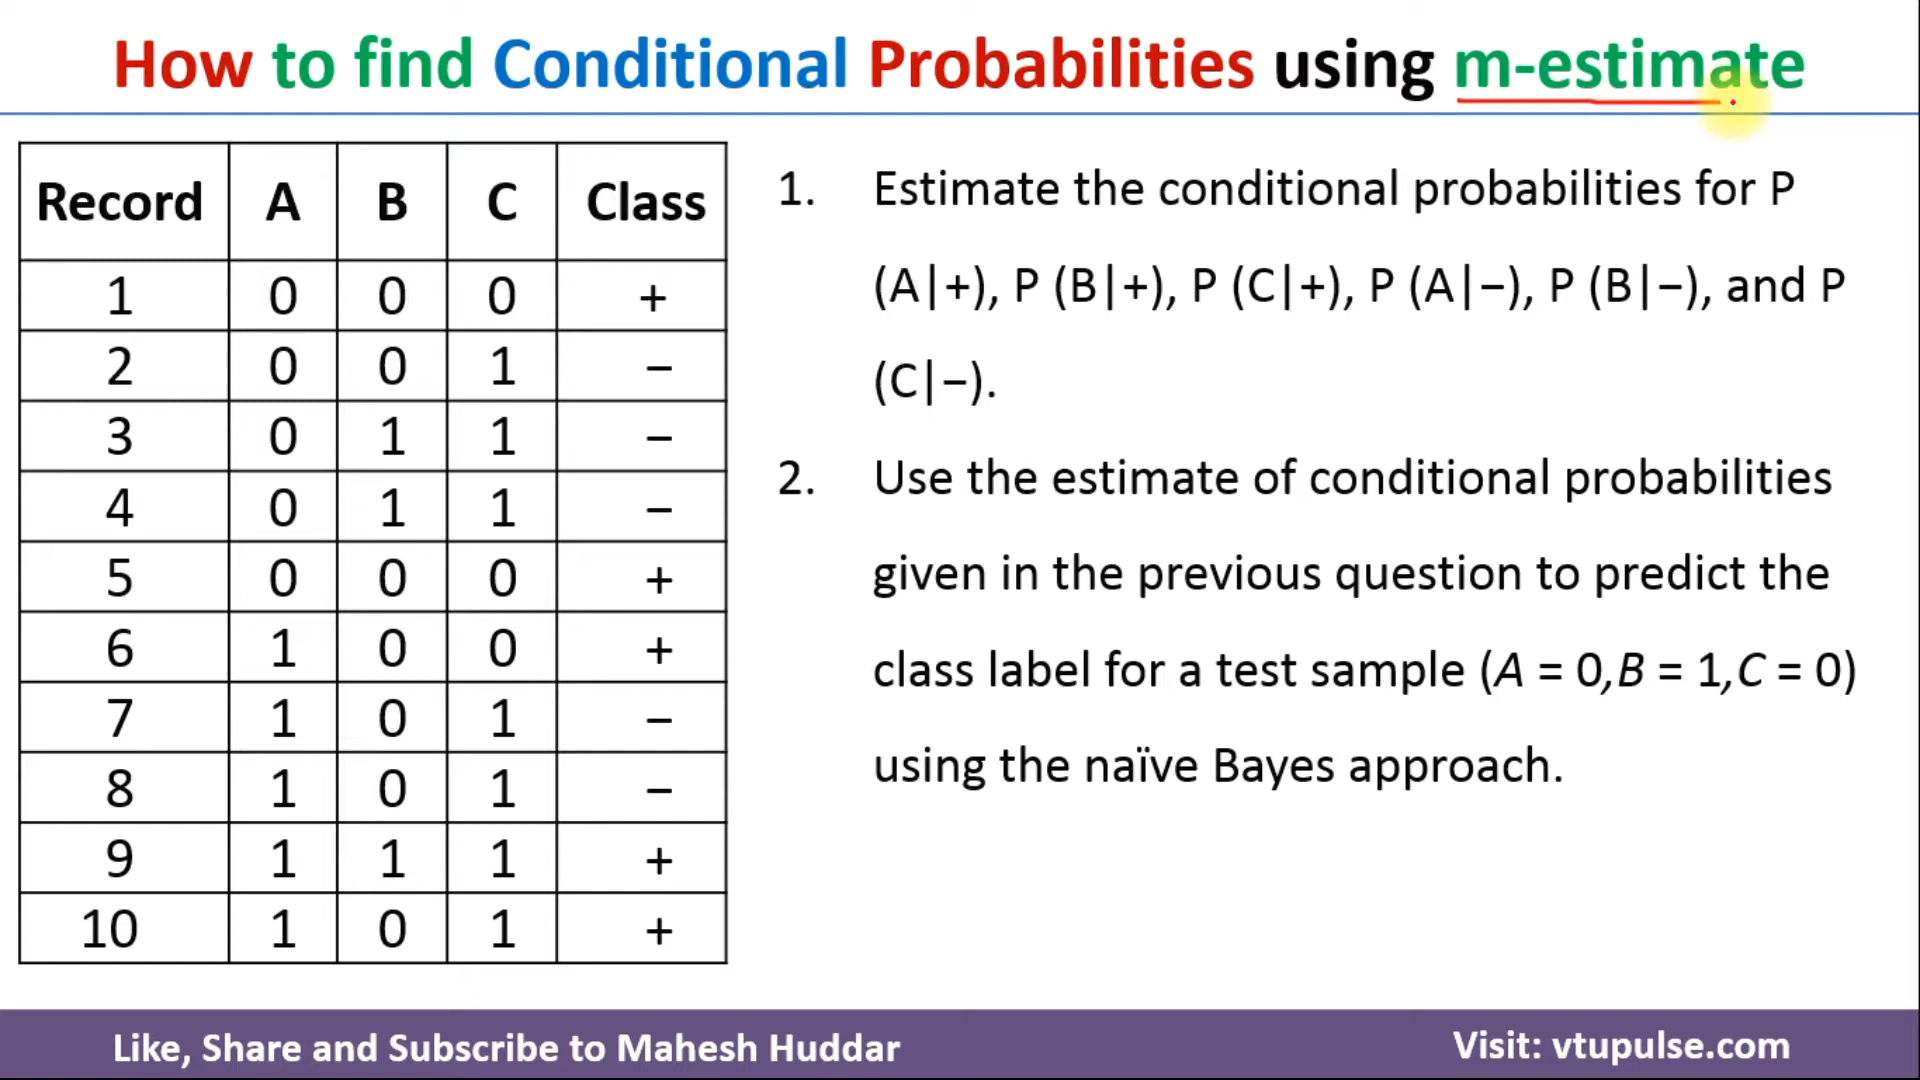 How to find Conditional Probabilities using m-estimate
Record A B C Class
1 0 0 0 +
2 0 0 1 −
3 0 1 1 −
4 0 1 1 −
5 0 0 0 +
6 1 0 0 +
7 1 0 1 −
8 1 0 1 −
9 1 1 1 +
10 1 0 1 +
1. Estimate the conditional probabilities for P
(A|+), P (B|+), P (C|+), P (A|−), P (B|−), and P
(C|−).
2. Use the estimate of conditional probabilities
given in the previous question to predict the
class label for a test sample (A = 0,B = 1,C = 0)
using the naïve Bayes approach.
Like, Share and Subscribe to Mahesh Huddar
Visit: vtupulse.com